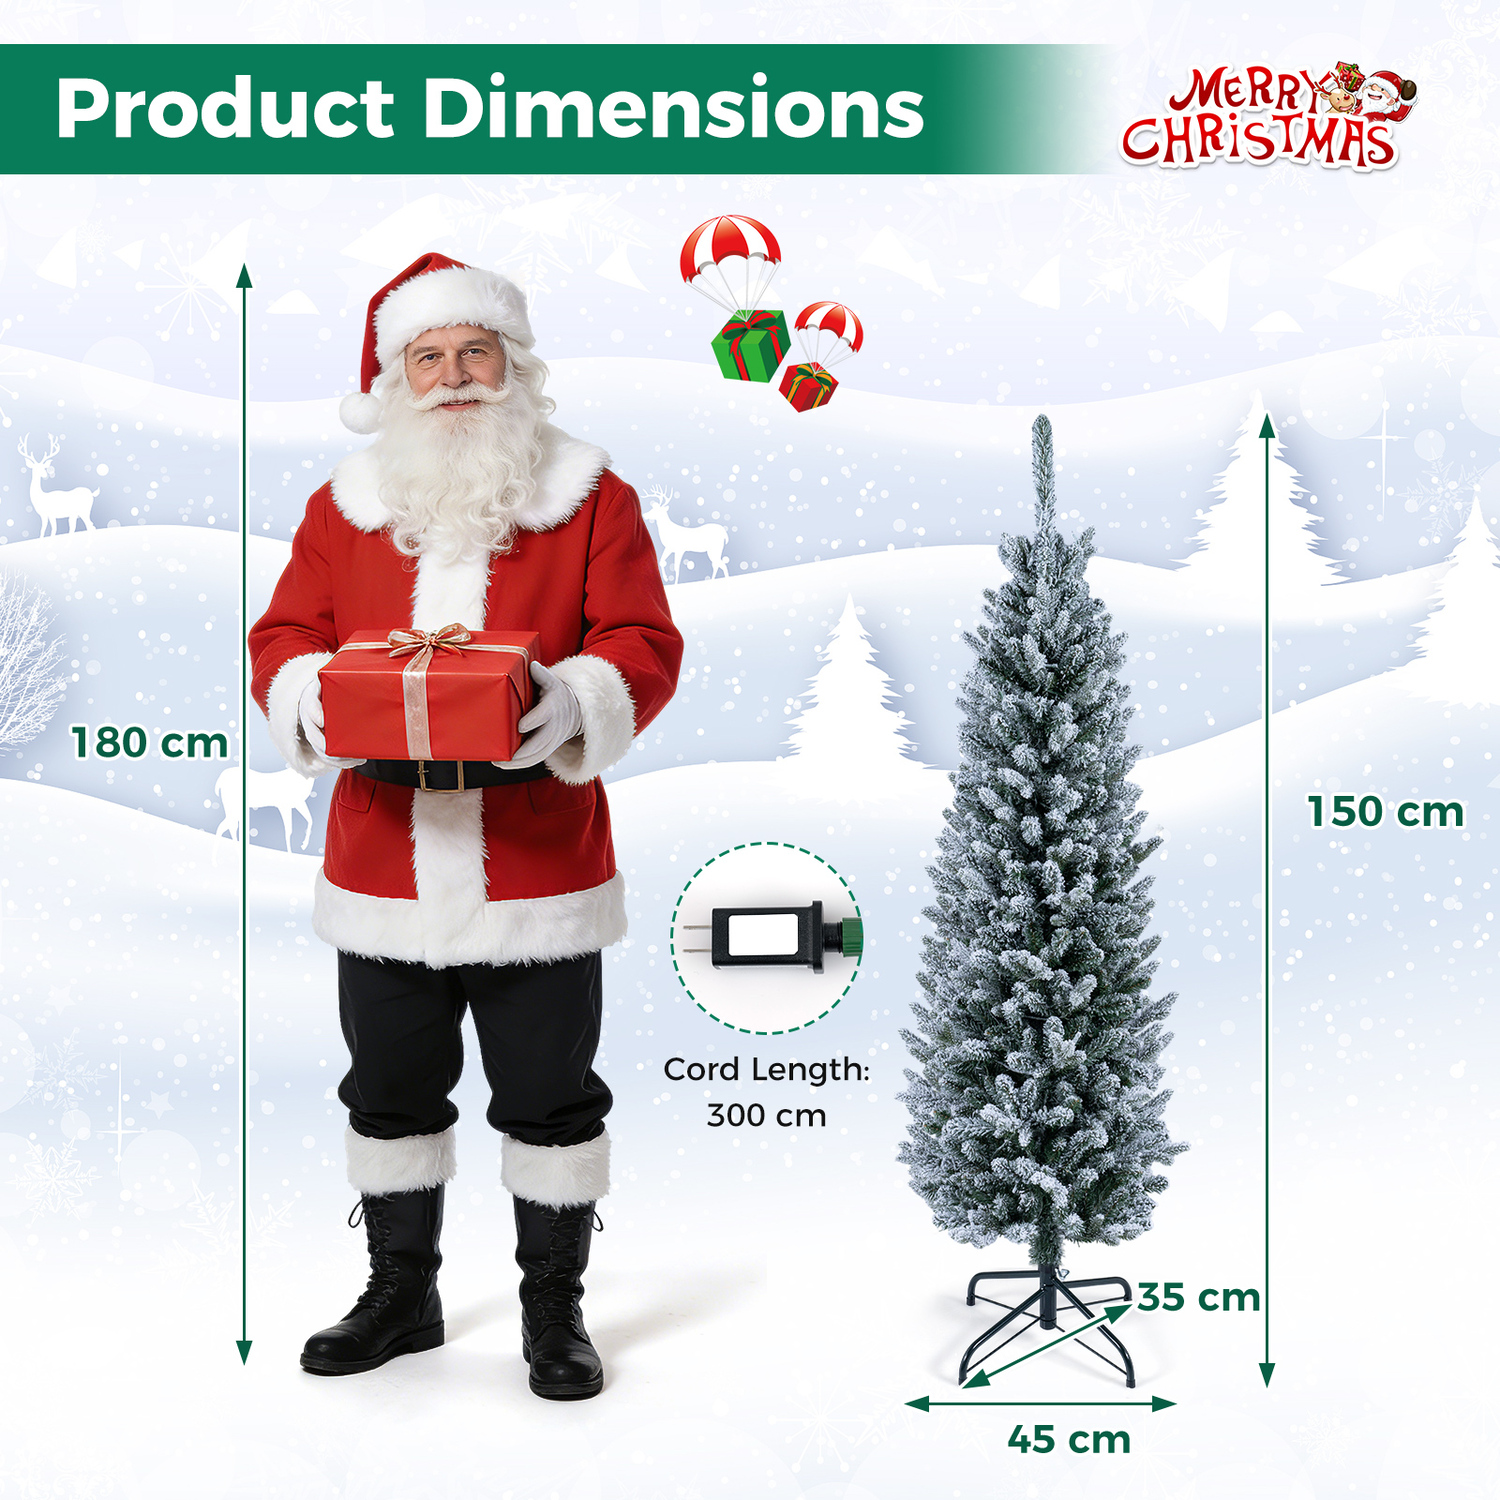 Product Dimensions
MERRY
CHRISTMAS
180 cm
150 cm
Cord Length:
300 cm
35 cm
45 cm